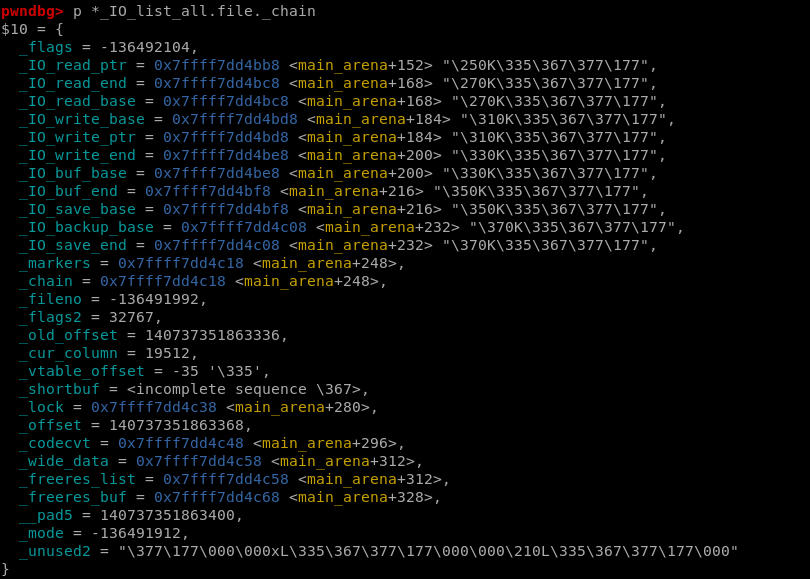 pwndbg> p *_IO_list_all.file._chain
$10 = {
  _flags = -136492104,
  _IO_read_ptr = 0x7ffff7dd4bb8 <main_arena+152> "\250K\335\367\377\177",
  _IO_read_end = 0x7ffff7dd4bc8 <main_arena+168> "\270K\335\367\377\177",
  _IO_read_base = 0x7ffff7dd4bc8 <main_arena+168> "\270K\335\367\377\177",
  _IO_write_base = 0x7ffff7dd4bd8 <main_arena+184> "\310K\335\367\377\177",
  _IO_write_ptr = 0x7ffff7dd4bd8 <main_arena+184> "\310K\335\367\377\177",
  _IO_write_end = 0x7ffff7dd4be8 <main_arena+200> "\330K\335\367\377\177",
  _IO_buf_base = 0x7ffff7dd4be8 <main_arena+200> "\330K\335\367\377\177",
  _IO_buf_end = 0x7ffff7dd4bf8 <main_arena+216> "\350K\335\367\377\177",
  _IO_save_base = 0x7ffff7dd4bf8 <main_arena+216> "\350K\335\367\377\177",
  _IO_backup_base = 0x7ffff7dd4c08 <main_arena+232> "\370K\335\367\377\177",
  _IO_save_end = 0x7ffff7dd4c08 <main_arena+232> "\370K\335\367\377\177",
  _markers = 0x7ffff7dd4c18 <main_arena+248>,
  _chain = 0x7ffff7dd4c18 <main_arena+248>,
  _fileno = -136491992,
  _flags2 = 32767,
  _old_offset = 140737351863336,
  _cur_column = 19512,
  _vtable_offset = -35 '\335',
  _shortbuf = <incomplete sequence \367>,
  _lock = 0x7ffff7dd4c38 <main_arena+280>,
  _offset = 140737351863368,
  _codecvt = 0x7ffff7dd4c48 <main_arena+296>,
  _wide_data = 0x7ffff7dd4c58 <main_arena+312>,
  _freeres_list = 0x7ffff7dd4c58 <main_arena+312>,
  _freeres_buf = 0x7ffff7dd4c68 <main_arena+328>,
  __pad5 = 140737351863400,
  _mode = -136491912,
  _unused2 = "\377\177\000\000xL\335\367\377\177\000\000\210L\335\367\377\177\000"
}